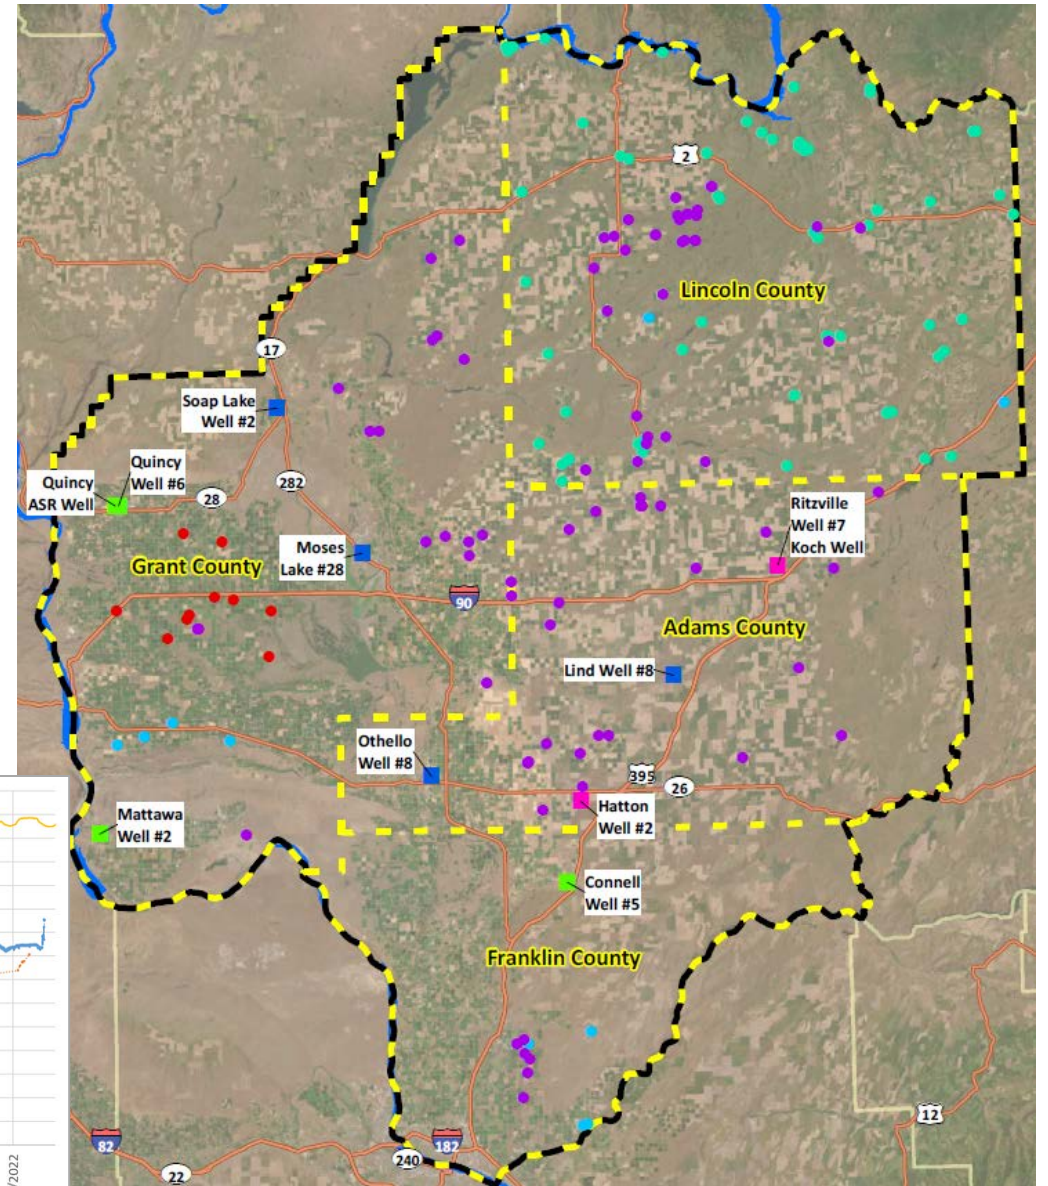 2
Lincoln County
17
Soap Lake
Well #2
Quincy
Well #6
Quincy
ASR Well
28
282
Ritzville
Well #7
Koch Well
Moses
Lake #28
Grant County
90
Adams County
Lind Well #8
Othello
Well #8
395
26
Mattawa
Well #2
Hatton
Well #2
Connell
Well #5
Franklin County
12
82
182
240
22
/2022